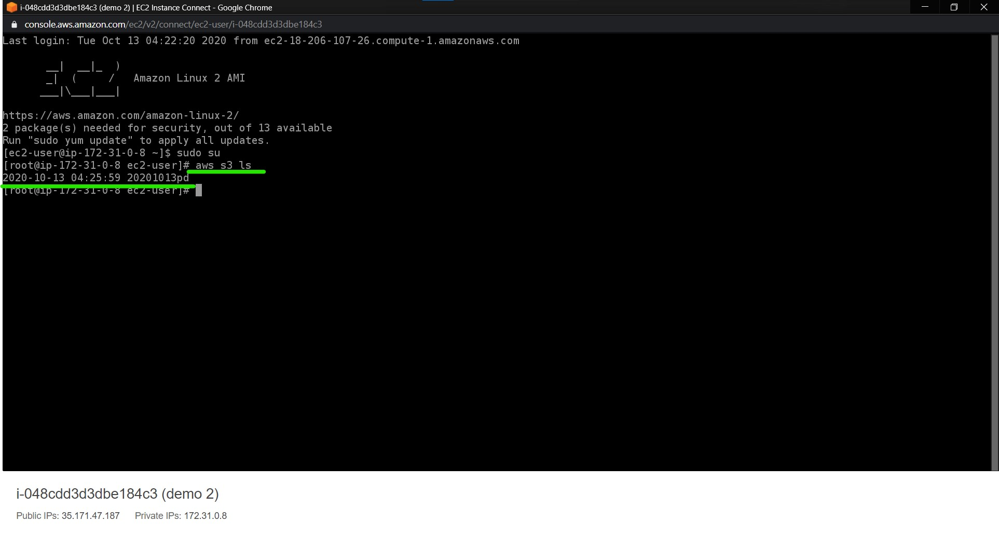 i-048cdd3d3dbe184c3 (demo 2) | EC2 Instance Connect - Google Chrome
console.aws.amazon.com/ec2/v2/connect/ec2-user/i-048cdd3d3dbe184c3
Last login: Tue Oct 13 04:22:20 2020 from ec2-18-206-107-26.compute-1.amazonaws.com
       __|  __|_  )
       _|  (     /   Amazon Linux 2 AMI
      ___|\___|___|
https://aws.amazon.com/amazon-linux-2/
2 package(s) needed for security, out of 13 available
Run "sudo yum update" to apply all updates.
[ec2-user@ip-172-31-0-8 ~]$ sudo su
[root@ip-172-31-0-8 ec2-user]# aws s3 ls
2020-10-13 04:25:59 20201013pd
[root@ip-172-31-0-8 ec2-user]#
i-048cdd3d3dbe184c3 (demo 2)
Public IPs: 35.171.47.187 Private IPs: 172.31.0.8